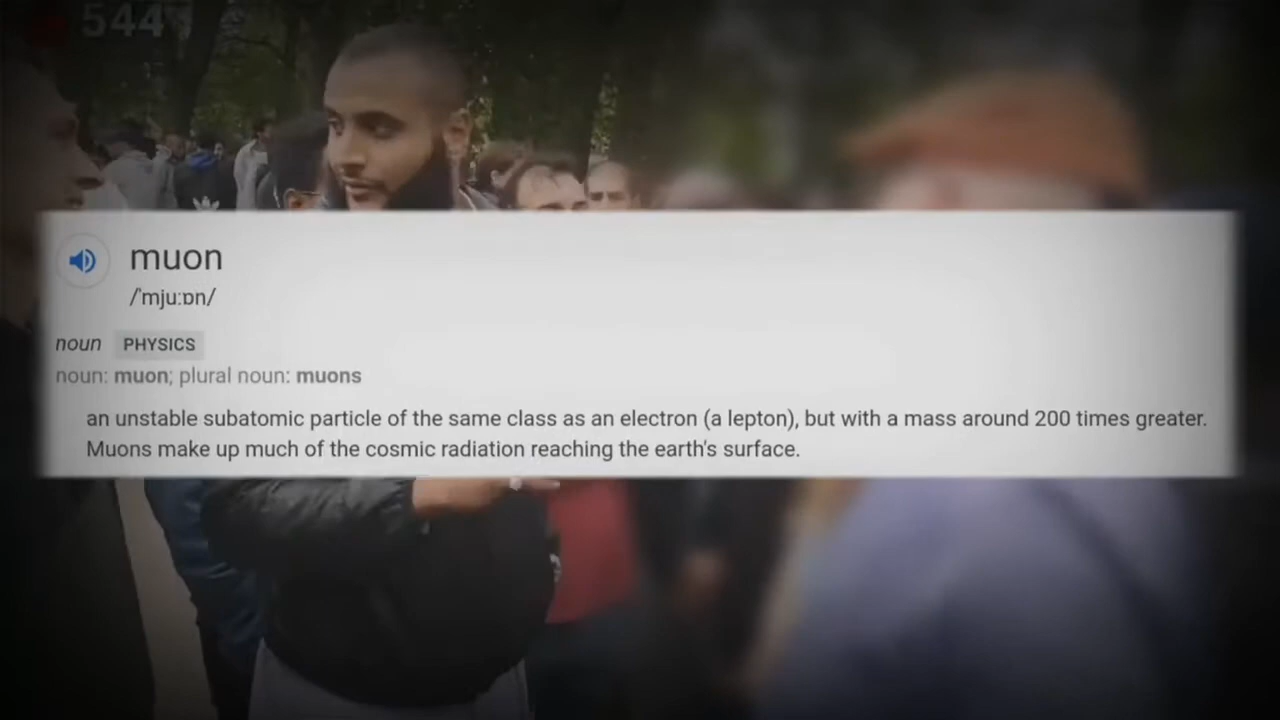 544
muon
/ˈmjuːɒn/
noun PHYSICS
noun: muon; plural noun: muons
an unstable subatomic particle of the same class as an electron (a lepton), but with a mass around 200 times greater.
Muons make up much of the cosmic radiation reaching the earth's surface.